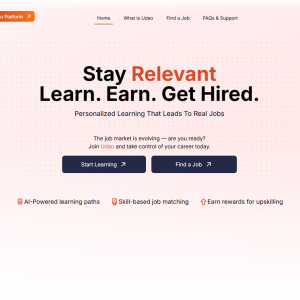 Platform
Home
What is Udao
Find a Job
FAQs & Support
Stay Relevant
Learn. Earn. Get Hired.
Personalized Learning That Leads To Real Jobs
The job market is evolving — are you ready?
Join Udao and take control of your career today.
Start Learning
Find a Job
AI-Powered learning paths
Skill-based job matching
Earn rewards for upskilling